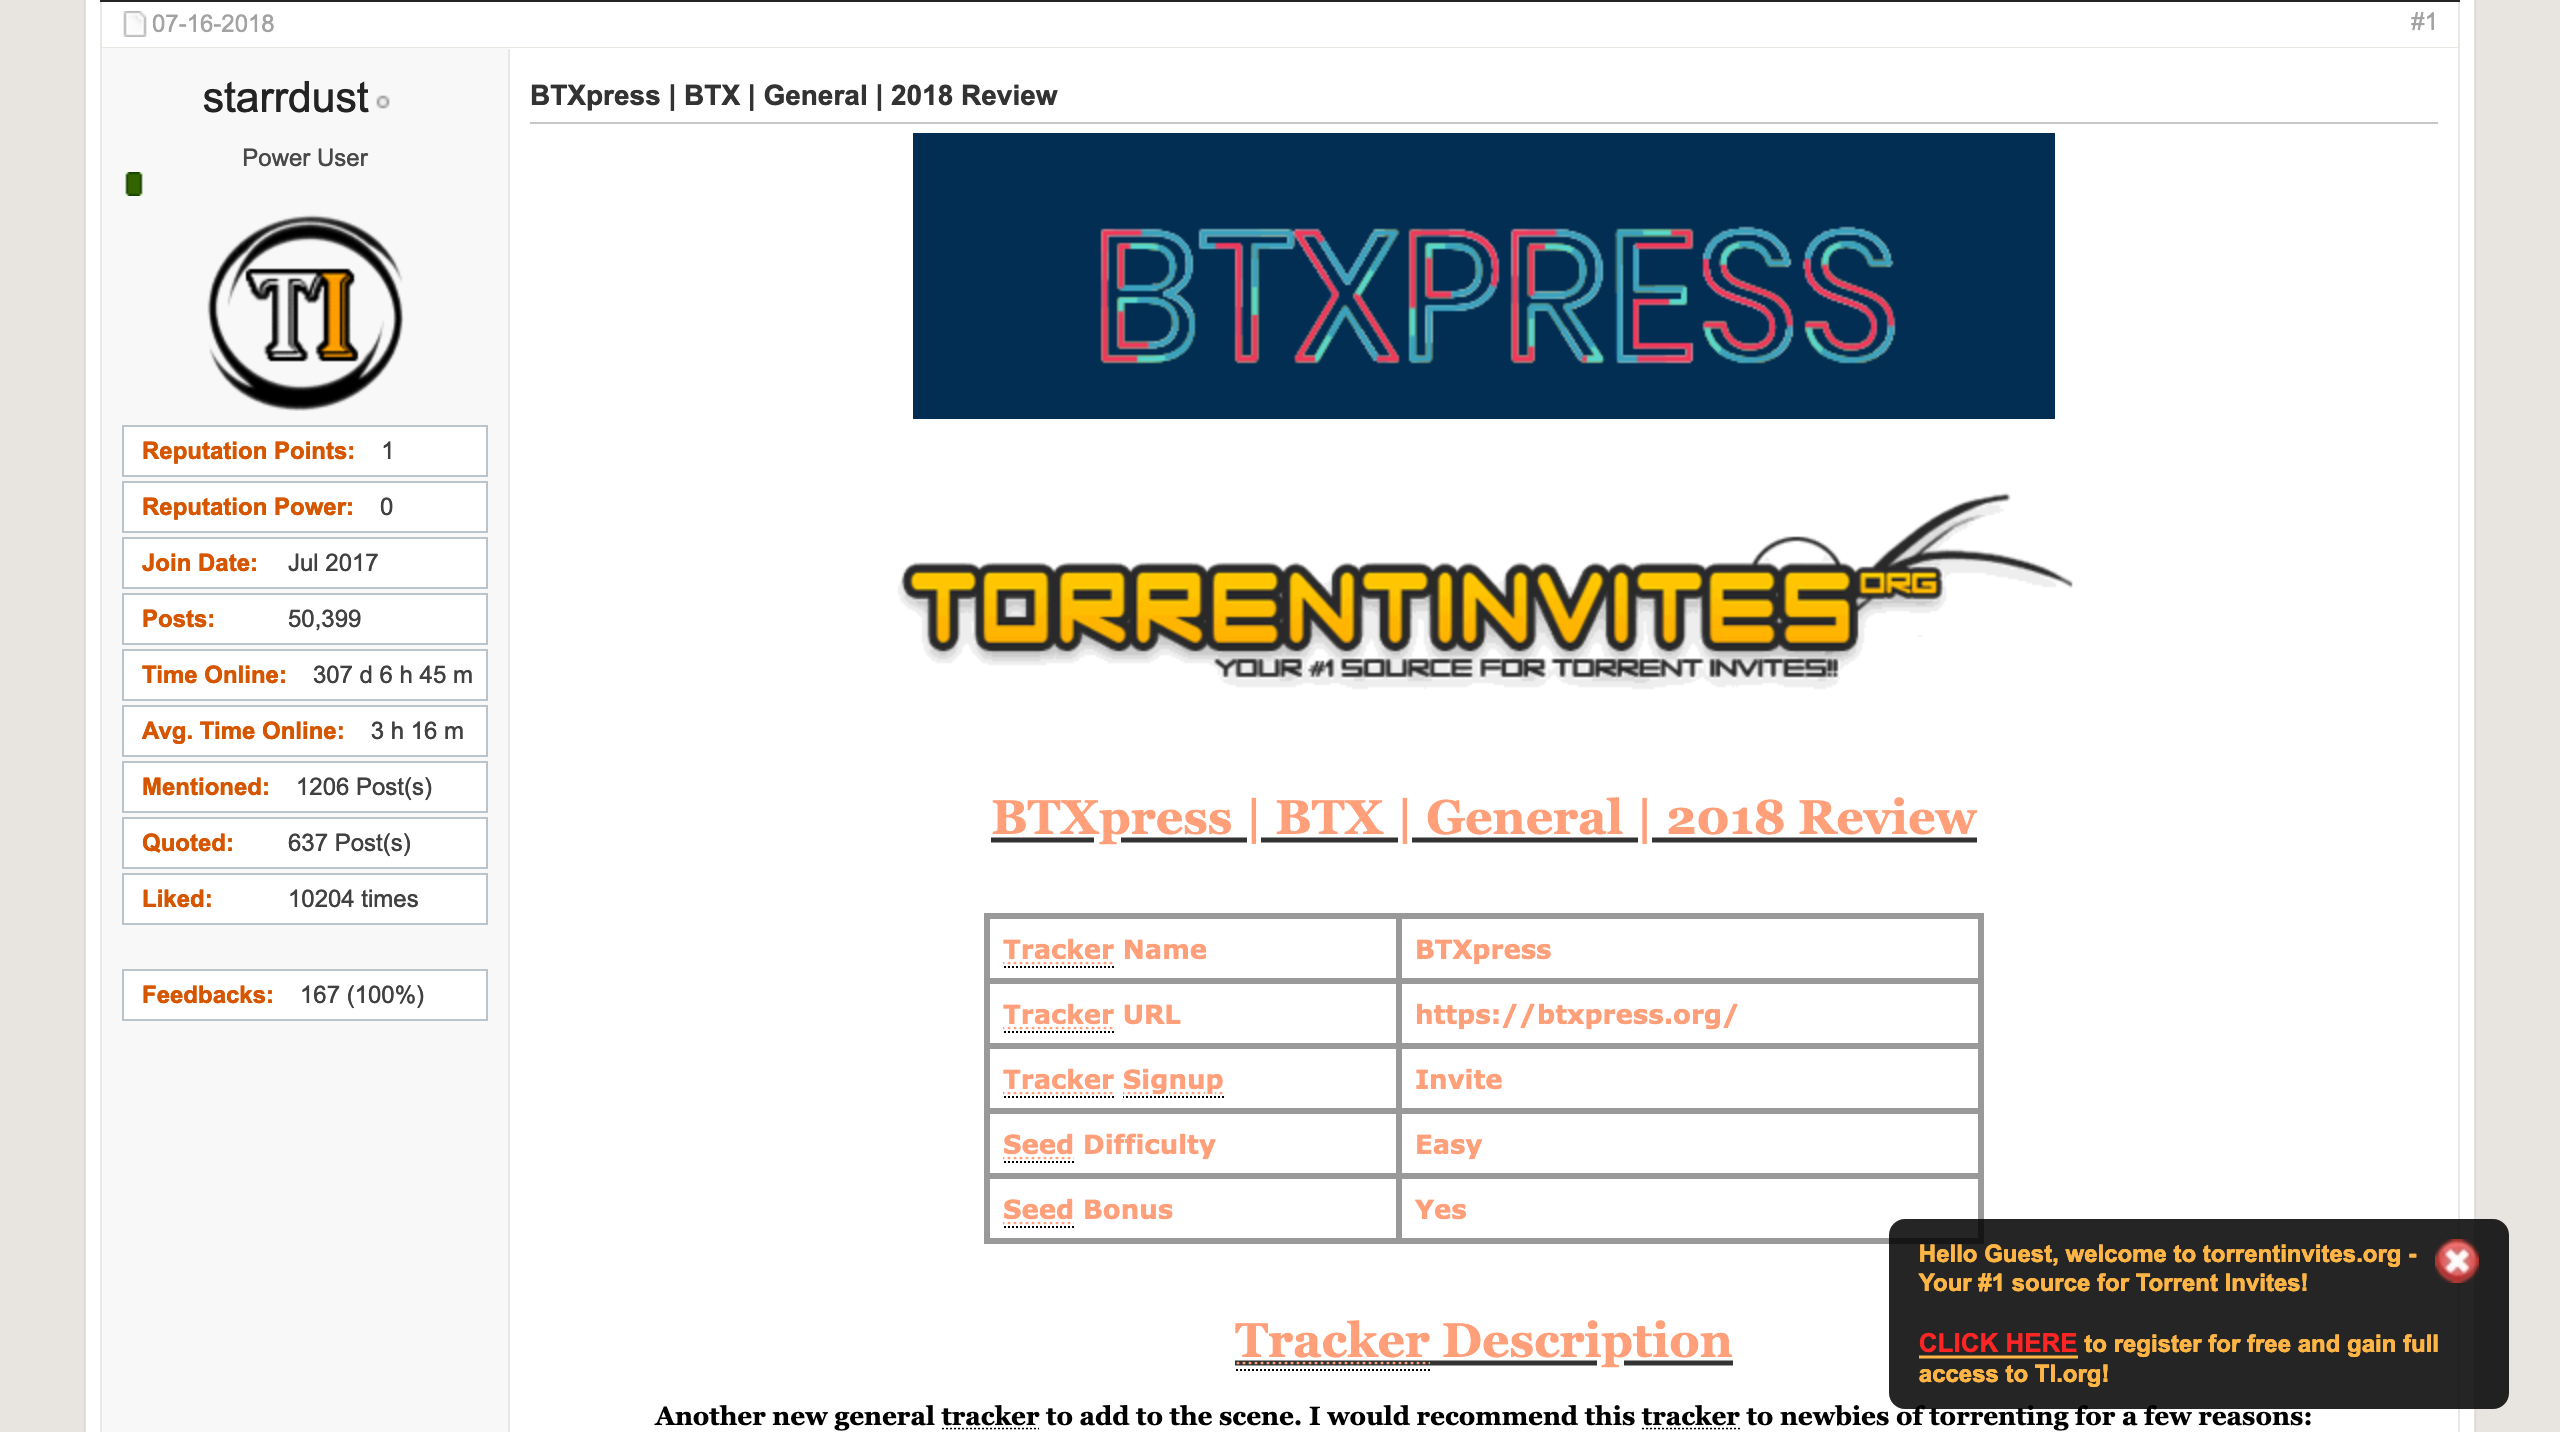 07-16-2018
#1
starrdust
Power User
TI
Reputation Points: 1
Reputation Power: 0
Join Date: Jul 2017
Posts: 50,399
Time Online: 307 d 6 h 45 m
Avg. Time Online: 3 h 16 m
Mentioned: 1206 Post(s)
Quoted: 637 Post(s)
Liked: 10204 times
Feedbacks: 167 (100%)
BTXpress | BTX | General | 2018 Review
BTXPRESS
TORRENTINVITES ORG
YOUR #1 SOURCE FOR TORRENT INVITES!!
BTXpress | BTX | General | 2018 Review
Tracker Name BTXpress
Tracker URL https://btxpress.org/
Tracker Signup Invite
Seed Difficulty Easy
Seed Bonus Yes
Tracker Description
Another new general tracker to add to the scene. I would recommend this tracker to newbies of torrenting for a few reasons:
Hello Guest, welcome to torrentinvites.org -
Your #1 source for Torrent Invites!
CLICK HERE to register for free and gain full
access to TI.org!